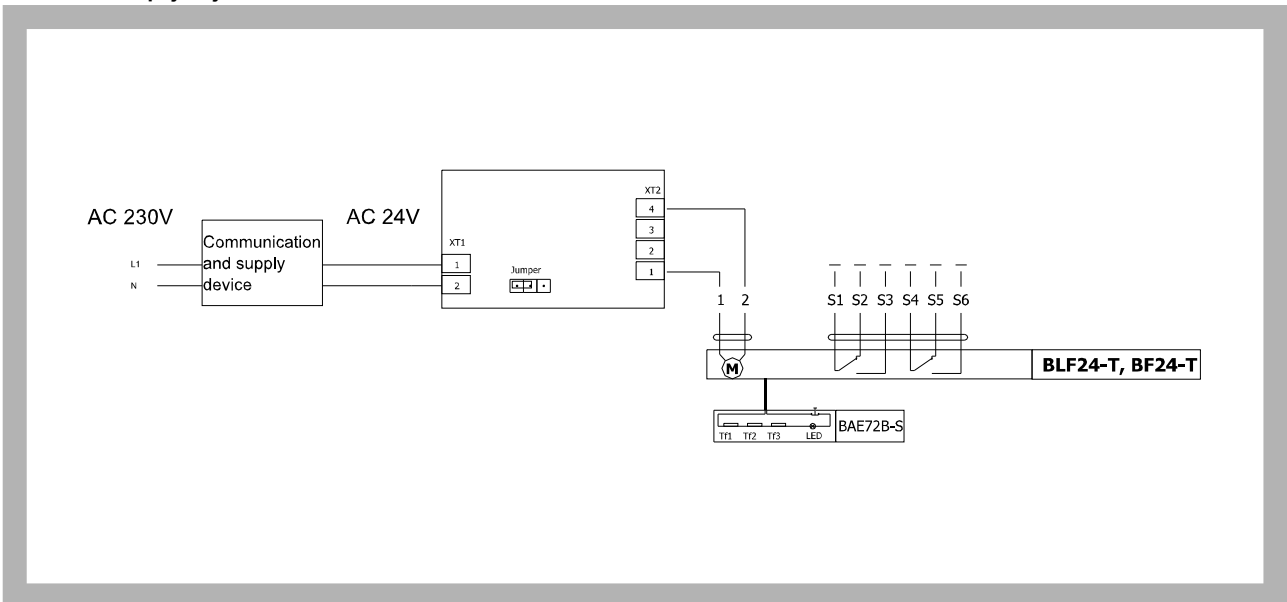 AC 230V
AC 24V
L1
N
Communication
and supply
device
XT1
1
2
Jumper
XT2
4
3
2
1
1 2
S1 S2 S3 S4 S5 S6
M
BLF24-T, BF24-T
Tf1 Tf2 Tf3 LED
BAE72B-S